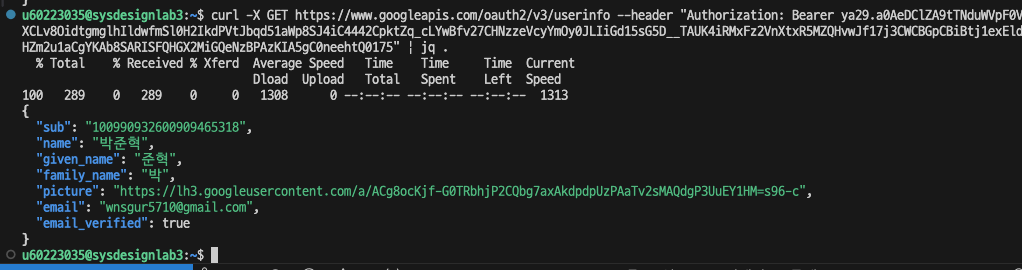 u60223035@sysdesignlab3:~$ curl -X GET https://www.googleapis.com/oauth2/v3/userinfo --header "Authorization: Bearer ya29.a0AeDClZA9tTNduWVpF0V
XCLv8OidtgmglhIldwfmSl0H2IkdPVtJbqd51aWp8SJ4iC4442CpktZq_cLYwBfv27CHNzzeVcyYmOy0JLIiGd15sG5D__TAUK4iRMxFz2VnXtxR5MZQHvwJf17j3CWCBGpCBiBtj1exEld
HZm2u1aCgYKAb8SARISFQHGX2MiGQeNzBPAzKIA5gC0neehtQ0175" | jq .
% Total % Received % Xferd Average Speed Time Time Time Current
Dload Upload Total Spent Left Speed
100 289 0 289 0 0 1308 0 --:--:-- --:--:-- --:--:-- 1313
{
"sub": "100990932600909465318",
"name": "박준혁",
"given_name": "준혁",
"family_name": "박",
"picture": "https://lh3.googleusercontent.com/a/ACg8ocKjf-G0TRbhjP2CQbg7axAkdpdpUzPAaTv2sMAQdgP3UuEY1HM=s96-c",
"email": "wnsgur5710@gmail.com",
"email_verified": true
}
u60223035@sysdesignlab3:~$